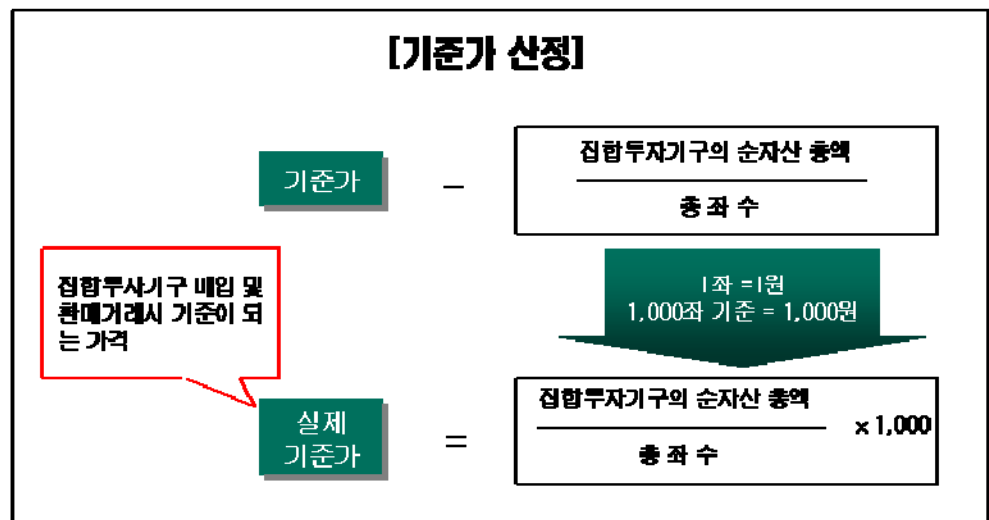 [기준가 산정]
기준가
–
집합투자기구의 순자산 총액
총 좌 수
집합투자기구 매입 및
환매거래시 기준이 되
는 가격
1좌 =1원
1,000좌 기준 = 1,000원
실제
기준가
=
집합투자기구의 순자산 총액
총 좌 수
x 1,000